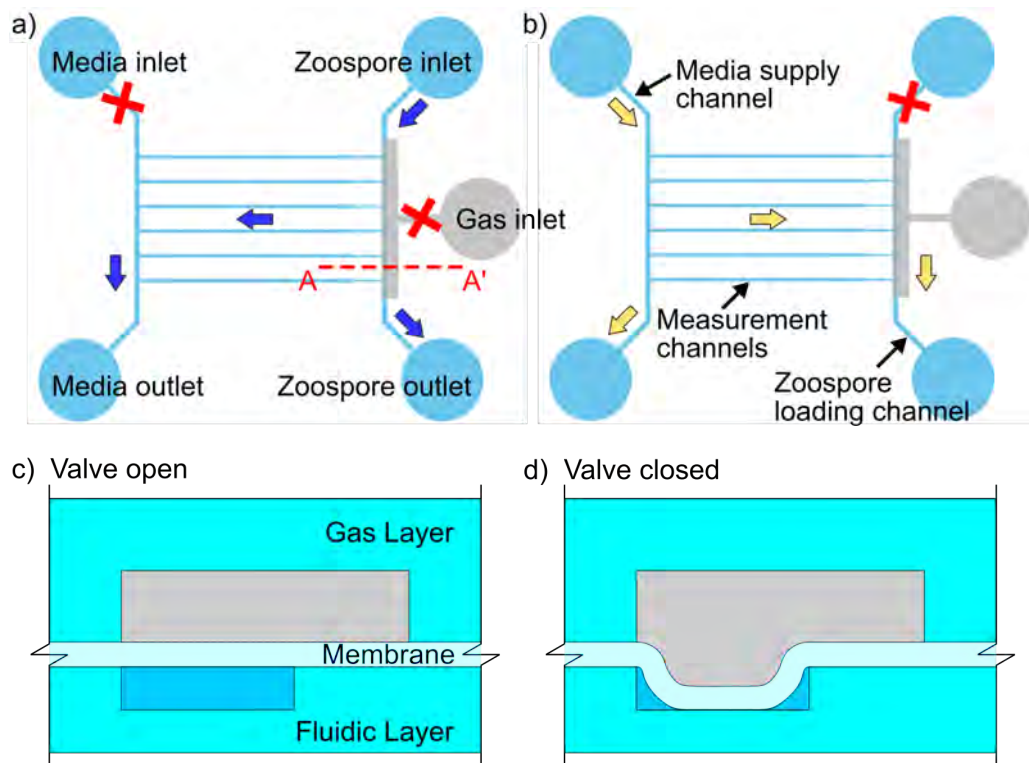 a)
Media inlet
Zoospore inlet
Gas inlet
A
A'
Media outlet
Zoospore outlet
b)
Media supply
channel
Measurement
channels
Zoospore
loading channel
c) Valve open
Gas Layer
Membrane
Fluidic Layer
d) Valve closed